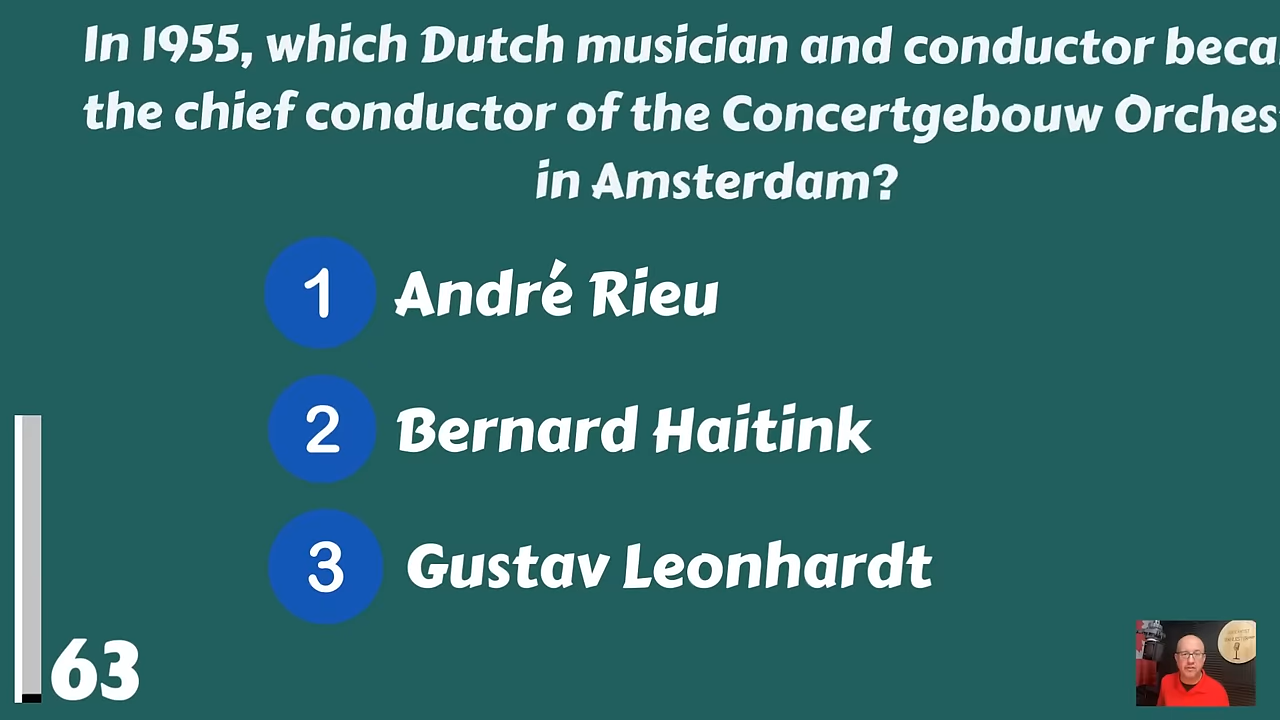 In 1955, which Dutch musician and conductor beca
the chief conductor of the Concertgebouw Orches
in Amsterdam?
1 André Rieu
2 Bernard Haitink
3 Gustav Leonhardt
63